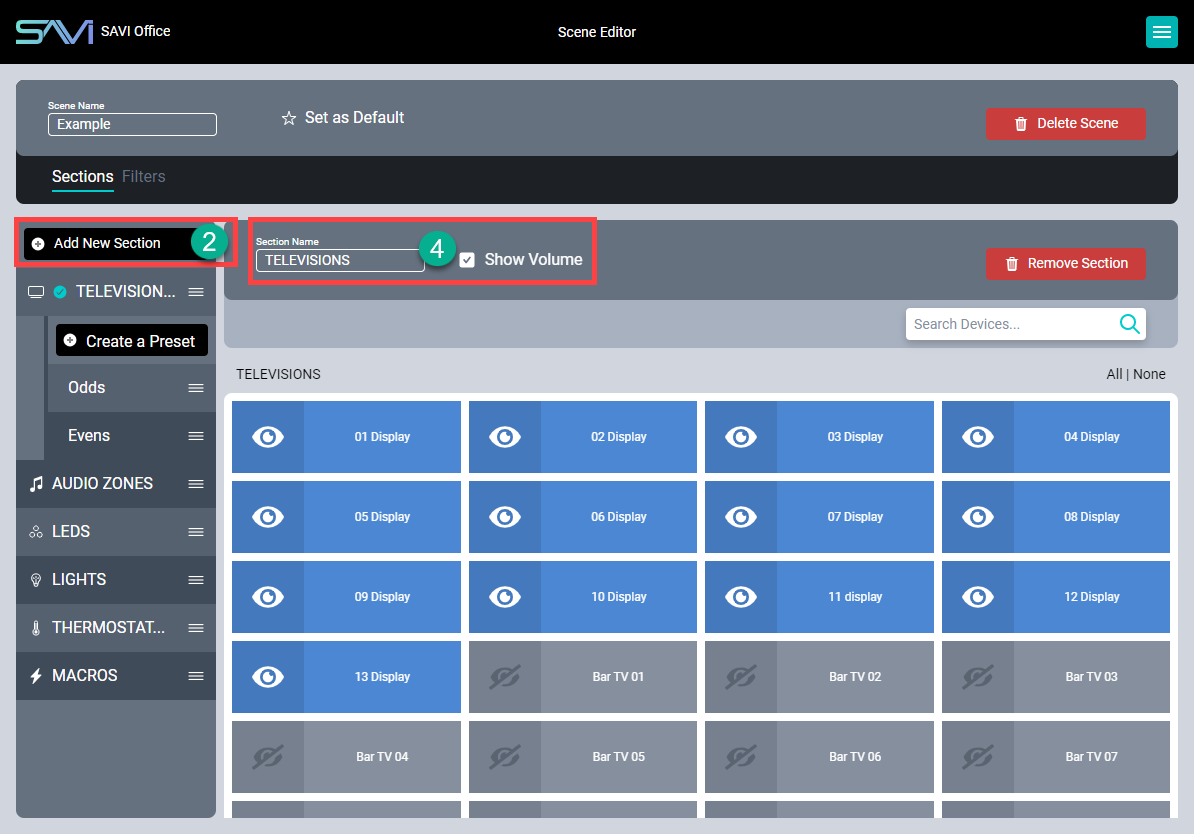 SAVI SAVI Office
Scene Editor
Scene Name
Example
Set as Default
Delete Scene
Sections Filters
Add New Section 2
Section Name
TELEVISIONS
4
Show Volume
Remove Section
TELEVISION...
Create a Preset
Odds
Evens
AUDIO ZONES
LEDS
LIGHTS
THERMOSTAT...
MACROS
Search Devices...
TELEVISIONS
All | None
01 Display
02 Display
03 Display
04 Display
05 Display
06 Display
07 Display
08 Display
09 Display
10 Display
11 display
12 Display
13 Display
Bar TV 01
Bar TV 02
Bar TV 03
Bar TV 04
Bar TV 05
Bar TV 06
Bar TV 07